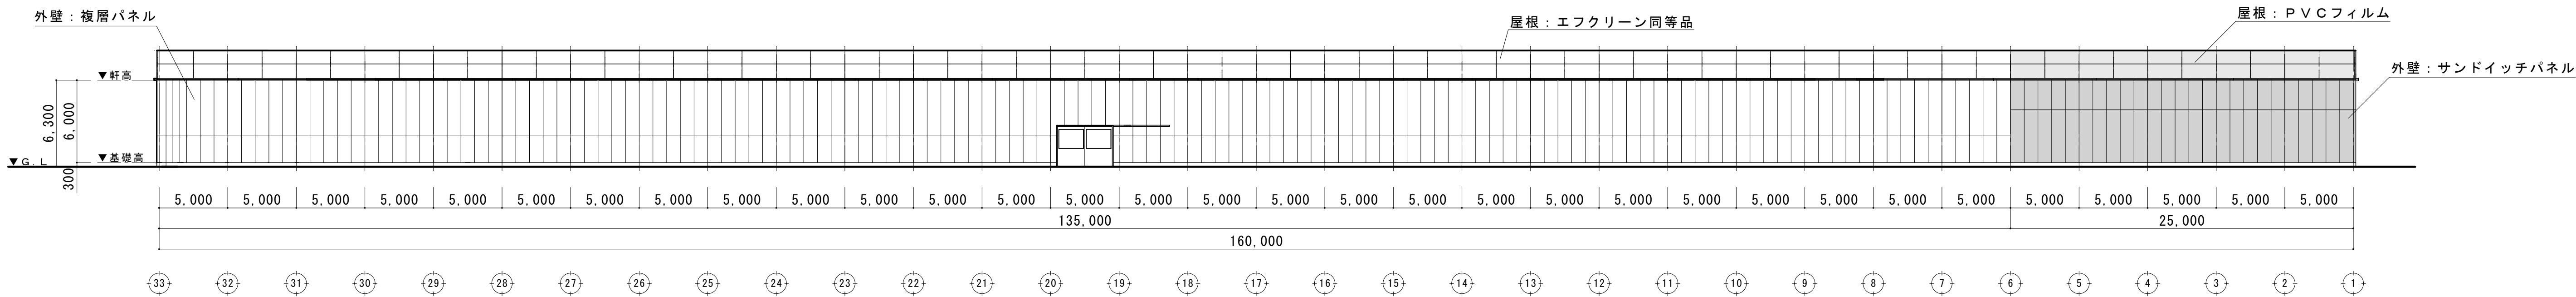 外壁：複層パネル
屋根：エフクリーン同等品
屋根：ＰＶＣフィルム
外壁：サンドイッチパネル
▼軒高
6,300
6,000
▼基礎高
▼G.L
300
5,000 5,000 5,000 5,000 5,000 5,000 5,000 5,000 5,000 5,000 5,000 5,000 5,000 5,000 5,000 5,000 5,000 5,000 5,000 5,000 5,000 5,000 5,000 5,000 5,000 5,000 5,000 5,000 5,000 5,000 5,000 5,000
135,000 25,000
160,000
33 32 31 30 29 28 27 26 25 24 23 22 21 20 19 18 17 16 15 14 13 12 11 10 9 8 7 6 5 4 3 2 1